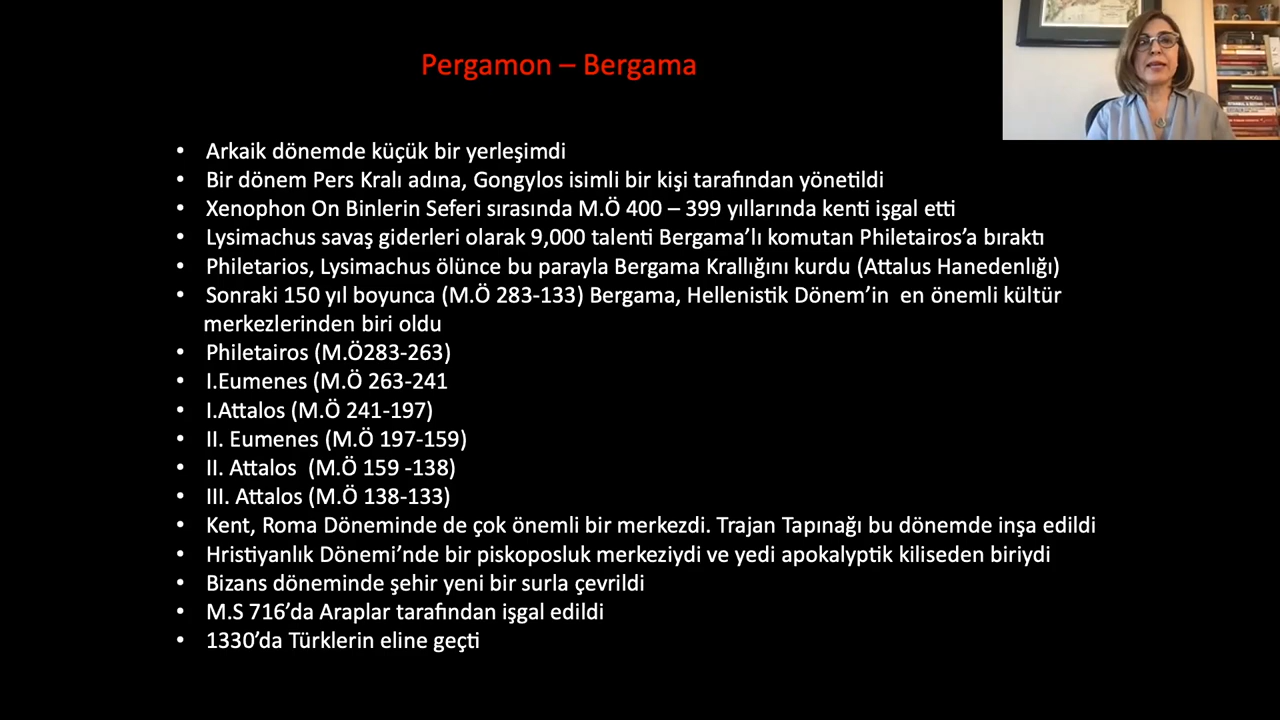 Pergamon – Bergama
• Arkaik dönemde küçük bir yerleşimdi
• Bir dönem Pers Kralı adına, Gongylos isimli bir kişi tarafından yönetildi
• Xenophon On Binlerin Seferi sırasında M.Ö 400 – 399 yıllarında kenti işgal etti
• Lysimachus savaş giderleri olarak 9,000 talenti Bergama’lı komutan Philetairos’a bıraktı
• Philetarios, Lysimachus ölünce bu parayla Bergama Krallığını kurdu (Attalus Hanedenlığı)
• Sonraki 150 yıl boyunca (M.Ö 283-133) Bergama, Hellenistik Dönem’in en önemli kültür
merkezlerinden biri oldu
• Philetairos (M.Ö283-263)
• I.Eumenes (M.Ö 263-241
• I.Attalos (M.Ö 241-197)
• II. Eumenes (M.Ö 197-159)
• II. Attalos (M.Ö 159 -138)
• III. Attalos (M.Ö 138-133)
• Kent, Roma Döneminde de çok önemli bir merkezdi. Trajan Tapınağı bu dönemde inşa edildi
• Hristiyanlık Dönemi’nde bir piskoposluk merkeziydi ve yedi apokalyptik kiliseden biriydi
• Bizans döneminde şehir yeni bir surla çevrildi
• M.S 716’da Araplar tarafından işgal edildi
• 1330’da Türklerin eline geçti